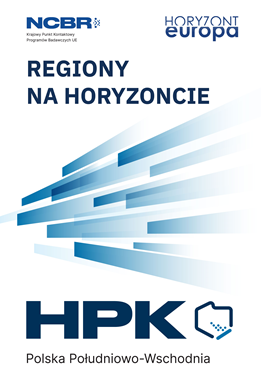 NCBR
Krajowy Punkt Kontaktowy
Programów Badawczych UE
HORYZONT
europa
REGIONY
NA HORYZONCIE
HPK
Polska Południowo-Wschodnia